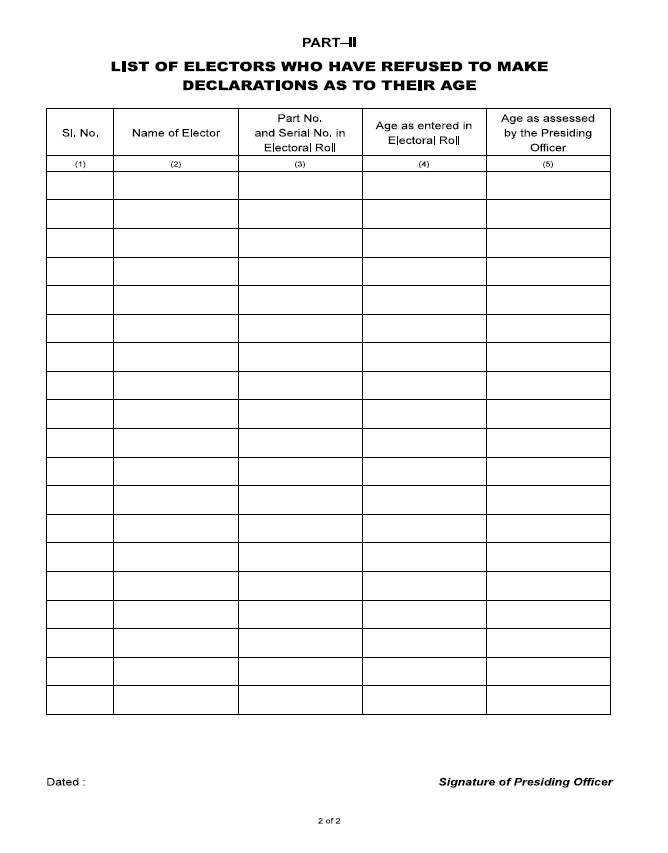 PART–II
LIST OF ELECTORS WHO HAVE REFUSED TO MAKE
DECLARATIONS AS TO THEIR AGE
Sl. No.
Name of Elector
Part No.
and Serial No. in
Electoral Roll
Age as entered in
Electoral Roll
Age as assessed
by the Presiding
Officer
(1)
(2)
(3)
(4)
(5)
Dated :
Signature of Presiding Officer
2 of 2